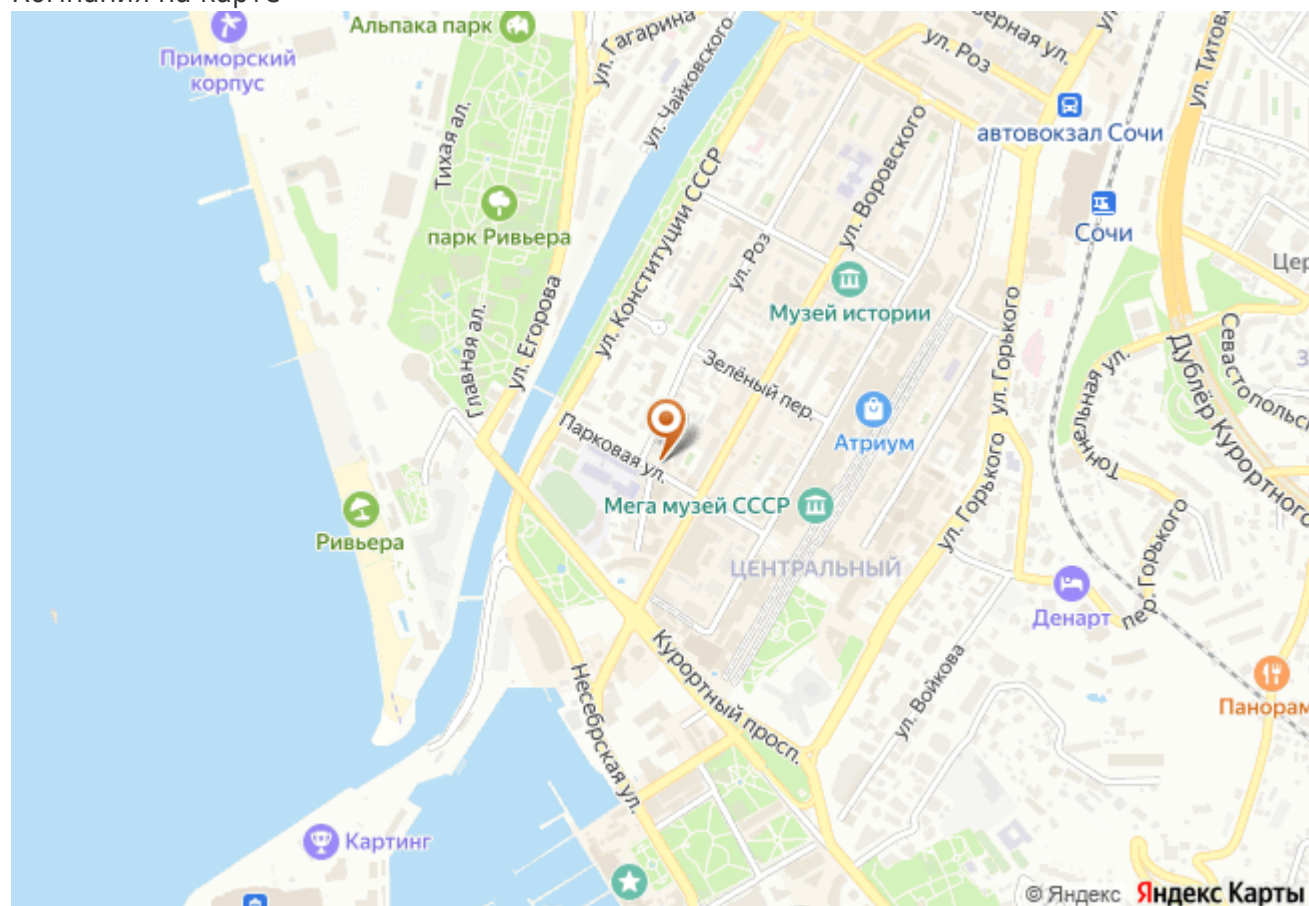 Компания на карте
Альпака парк
Приморский
корпус
ул. Гагарина
ул. Чайковского
ул. Роз
ул. Титова
автовокзал Сочи
Тихая ал.
ул. Конституции СССР
ул. Воровского
парк Ривьера
Сочи
ул. Роз
Музей истории
Главная ал.
ул. Егорова
Зелёный пер.
ул. Горького
Тоннельная ул.
Дублёр Курортного
Атриум
Парковая ул.
Мега музей СССР
Ривьера
ул. Горького
ЦЕНТРАЛЬНЫЙ
Денарт
пер. Горького
Курортный просп.
Несебрская ул.
ул. Войкова
Картинг
© Яндекс Яндекс Карты